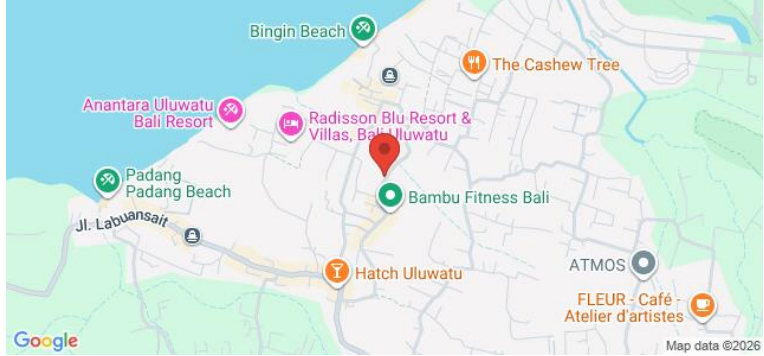 Bingin Beach
The Cashew Tree
Anantara Uluwatu
Bali Resort
Radisson Blu Resort &
Villas, Bali Uluwatu
Padang
Padang Beach
Bambu Fitness Bali
Jl. Labuansait
Hatch Uluwatu
ATMOS
FLEUR - Café -
Atelier d'artistes
Google
Map data ©2026